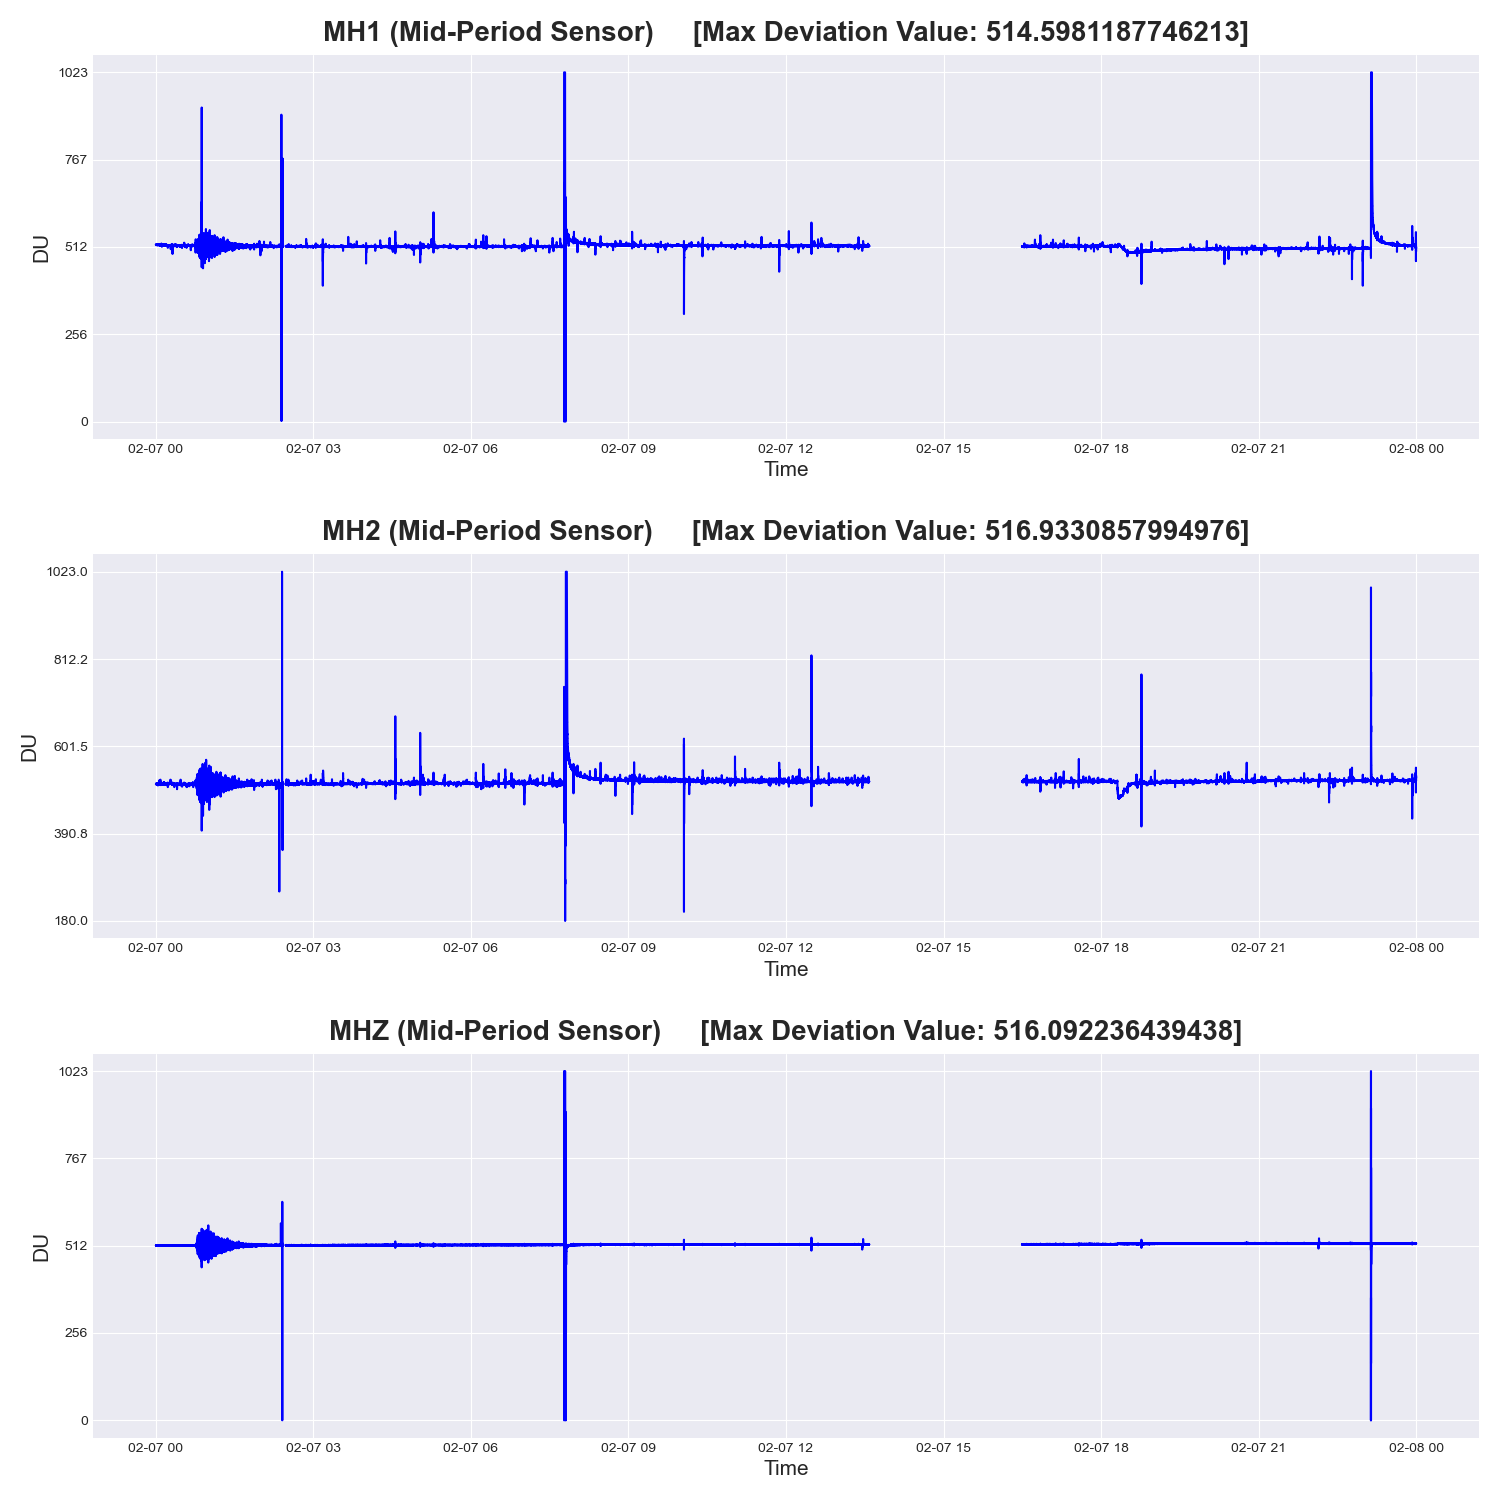 MH1 (Mid-Period Sensor) [Max Deviation Value: 514.5981187746213]
1023
767
512
256
0
DU
02-07 00 02-07 03 02-07 06 02-07 09 02-07 12 02-07 15 02-07 18 02-07 21 02-08 00
Time
MH2 (Mid-Period Sensor) [Max Deviation Value: 516.9330857994976]
1023.0
812.2
601.5
390.8
180.0
DU
02-07 00 02-07 03 02-07 06 02-07 09 02-07 12 02-07 15 02-07 18 02-07 21 02-08 00
Time
MHZ (Mid-Period Sensor) [Max Deviation Value: 516.092236439438]
1023
767
512
256
0
DU
02-07 00 02-07 03 02-07 06 02-07 09 02-07 12 02-07 15 02-07 18 02-07 21 02-08 00
Time